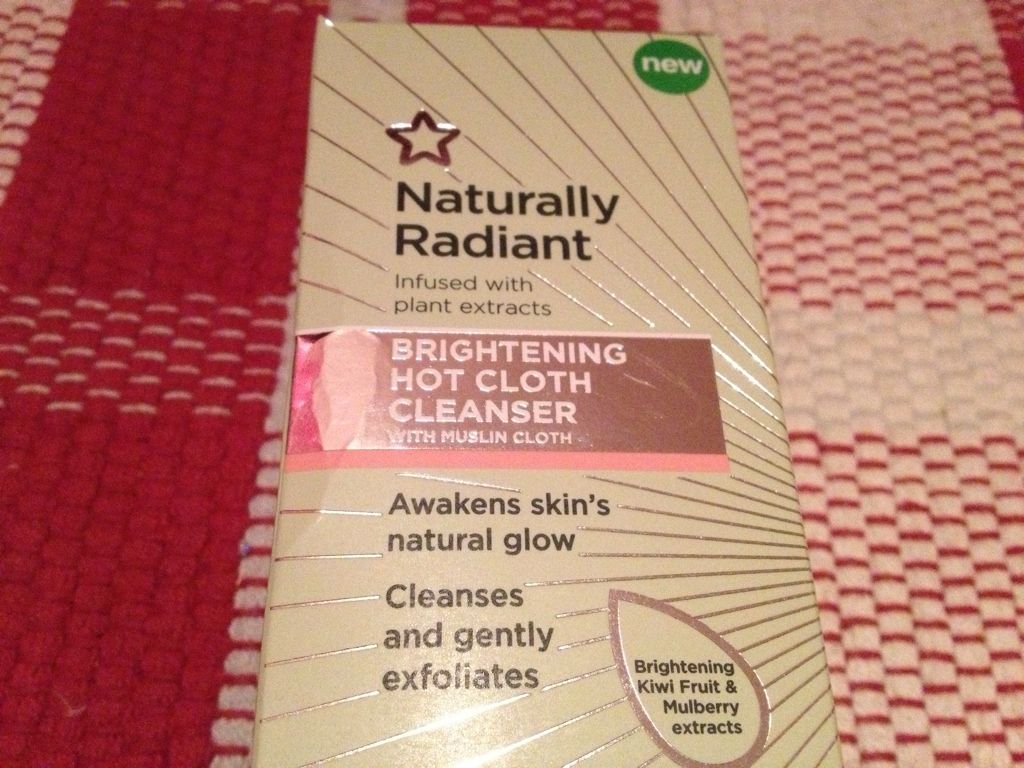 new
Naturally
Radiant
Infused with
plant extracts
BRIGHTENING
HOT CLOTH
CLEANSER
WITH MUSLIN CLOTH
Awakens skin's
natural glow
Cleanses
and gently
exfoliates
Brightening
Kiwi Fruit &
Mulberry
extracts